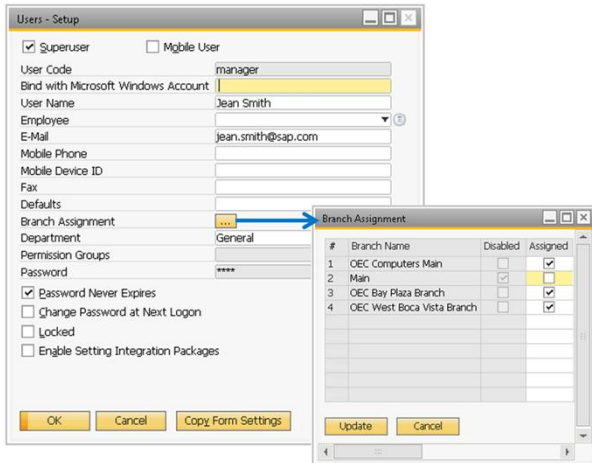 Users - Setup
Superuser
Mobile User
User Code manager
Bind with Microsoft Windows Account
User Name Jean Smith
Employee
E-Mail jean.smith@sap.com
Mobile Phone
Mobile Device ID
Fax
Defaults
Branch Assignment ...
Department General
Permission Groups
Password ****
Password Never Expires
Change Password at Next Logon
Locked
Enable Setting Integration Packages
OK Cancel Copy Form Settings
Branch Assignment
# Branch Name Disabled Assigned
1 OEC Computers Main
2 Main
3 OEC Bay Plaza Branch
4 OEC West Boca Vista Branch
Update Cancel